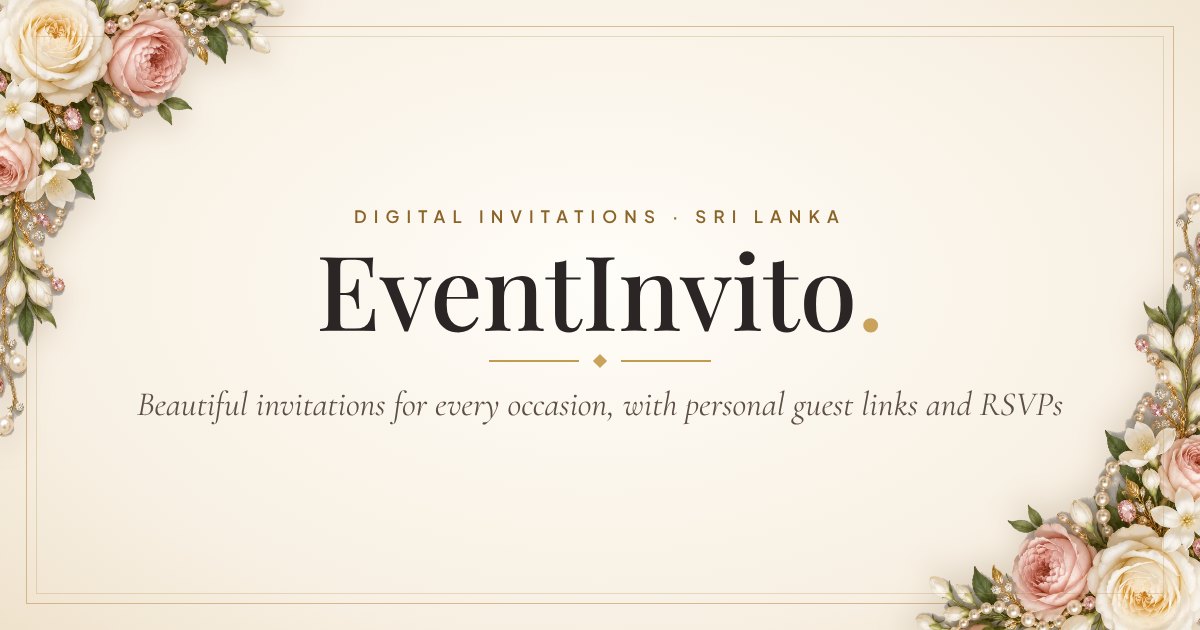 DIGITAL INVITATIONS · SRI LANKA
EventInvito.
Beautiful invitations for every occasion, with personal guest links and RSVPs